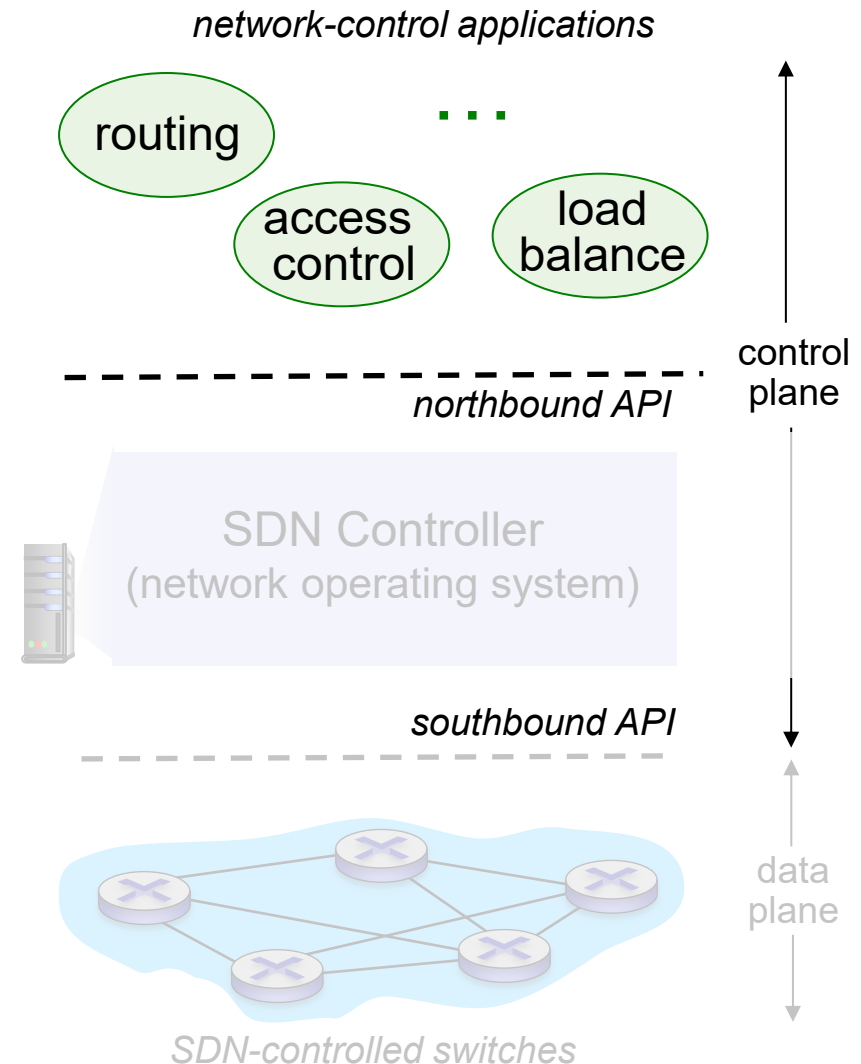 network-control applications
routing
...
access
control
load
balance
control
plane
northbound API
SDN Controller
(network operating system)
southbound API
data
plane
SDN-controlled switches